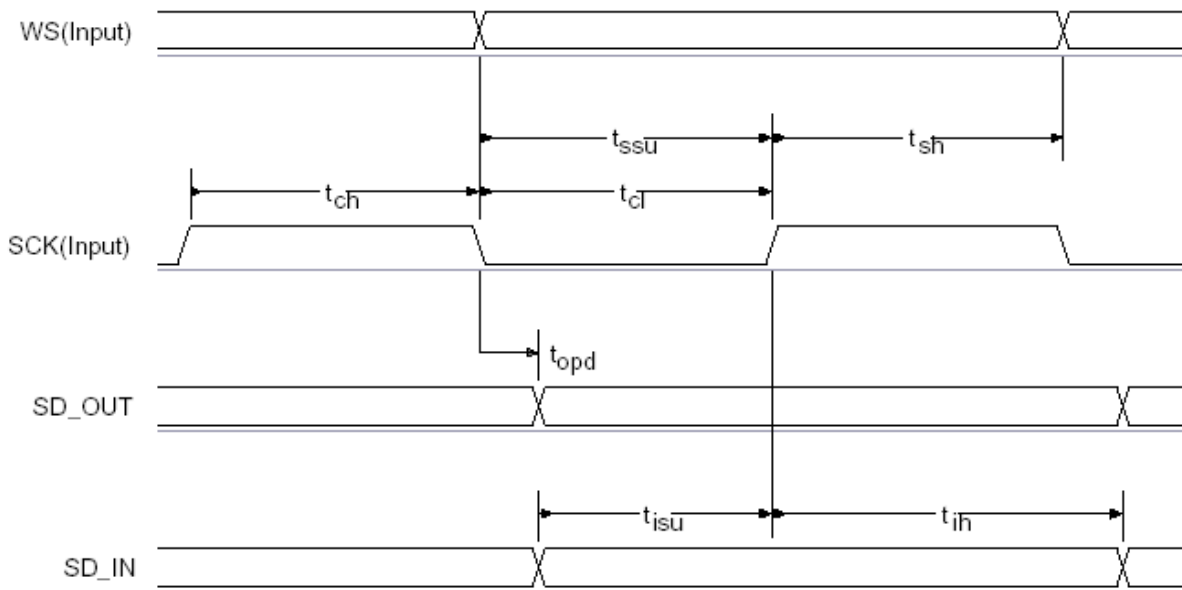 WS(Input)
tssu
tsh
tch
tcl
SCK(Input)
topd
SD_OUT
tisu
tih
SD_IN